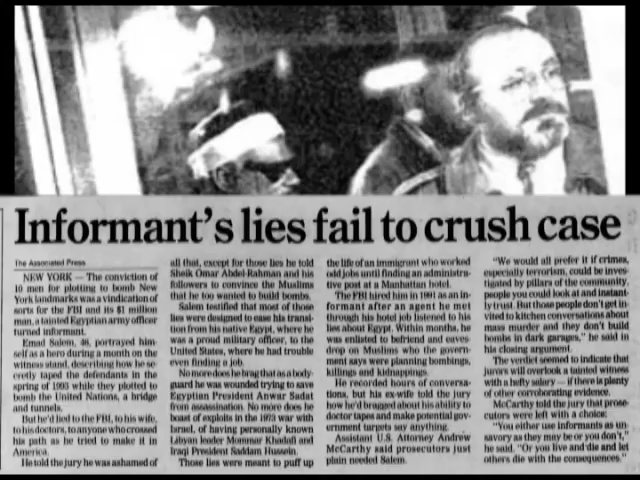 Informant's lies fail to crush case
The Associated Press
NEW YORK — The conviction of
10 men for plotting to bomb New
York landmarks was a vindication of
sorts for the FBI and its $1 million
man, a tainted Egyptian army officer
turned informant.
Emad Salem, 46, portrayed him-
self as a hero during a month on the
witness stand, describing how he se-
cretly taped the defendants in the
spring of 1993 while they plotted to
bomb the United Nations, a bridge
and tunnels.
But he'd lied to the FBI, to his wife,
to his doctors, to anyone who crossed
his path as he tried to make it in
America.
He told the jury he was ashamed of
all that, except for those lies he told
Sheik Omar Abdel-Rahman and his
followers to convince the Muslims
that he too wanted to build bombs.
Salem testified that most of those
lies were designed to ease his transi-
tion from his native Egypt, where he
was a proud military officer, to the
United States, where he had trouble
even finding a job.
No more does he brag that as a body-
guard he was wounded trying to save
Egyptian President Anwar Sadat
from assassination. No more does he
boast of exploits in the 1973 war with
Israel, of having personally known
Libyan leader Mommar Khadafi and
Iraqi President Saddam Hussein.
Those lies were meant to puff up
the life of an immigrant who worked
odd jobs until finding an administra-
tive post at a Manhattan hotel.
The FBI hired him in 1991 as an in-
formant after an agent he met
through his hotel job listened to his
lies about Egypt. Within months, he
was enlisted to befriend and eaves-
drop on Muslims who the govern-
ment says were planning bombings,
killings and kidnappings.
He recorded hours of conversa-
tions, but his ex-wife told the jury
how he'd bragged about his ability to
doctor tapes and make potential gov-
ernment targets say anything.
Assistant U.S. Attorney Andrew
McCarthy said prosecutors just
plain needed Salem.
"We would all prefer it if crimes,
especially terrorism, could be inves-
tigated by pillars of the community,
people you could look at and instant-
ly trust. But those people don't get in-
vited to kitchen conversations about
mass murder and they don't build
bombs in dark garages," he said in
his closing argument.
The verdict seemed to indicate that
jurors will overlook a tainted witness
with a hefty salary — if there is plenty
of other corroborating evidence.
McCarthy told the jury that prose-
cutors were left with a choice:
"You either use informants as un-
savory as they may be or you don't,"
he said. "Or you live and die and let
others die with the consequences."